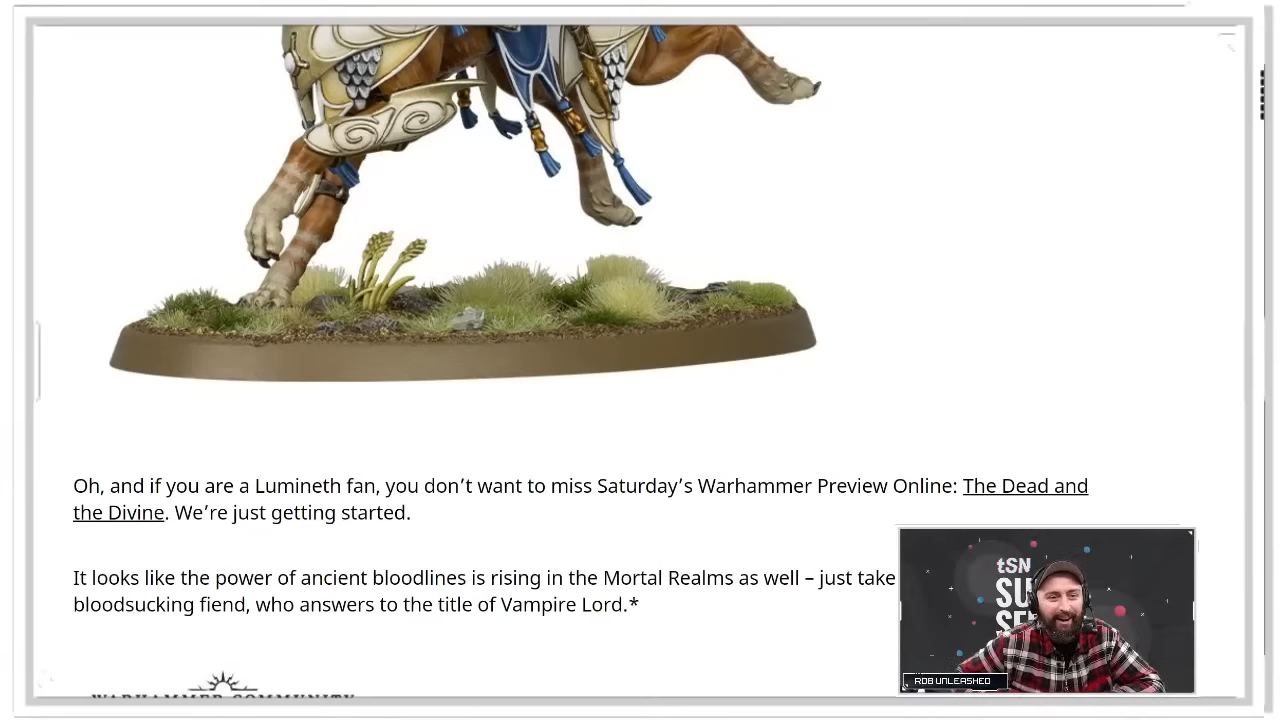 Oh, and if you are a Lumineth fan, you don't want to miss Saturday's Warhammer Preview Online: The Dead and
the Divine. We're just getting started.
It looks like the power of ancient bloodlines is rising in the Mortal Realms as well – just take
bloodsucking fiend, who answers to the title of Vampire Lord.*
tSN
SU
ROB UNLEASHED
WARHAMMER COMMUNITY